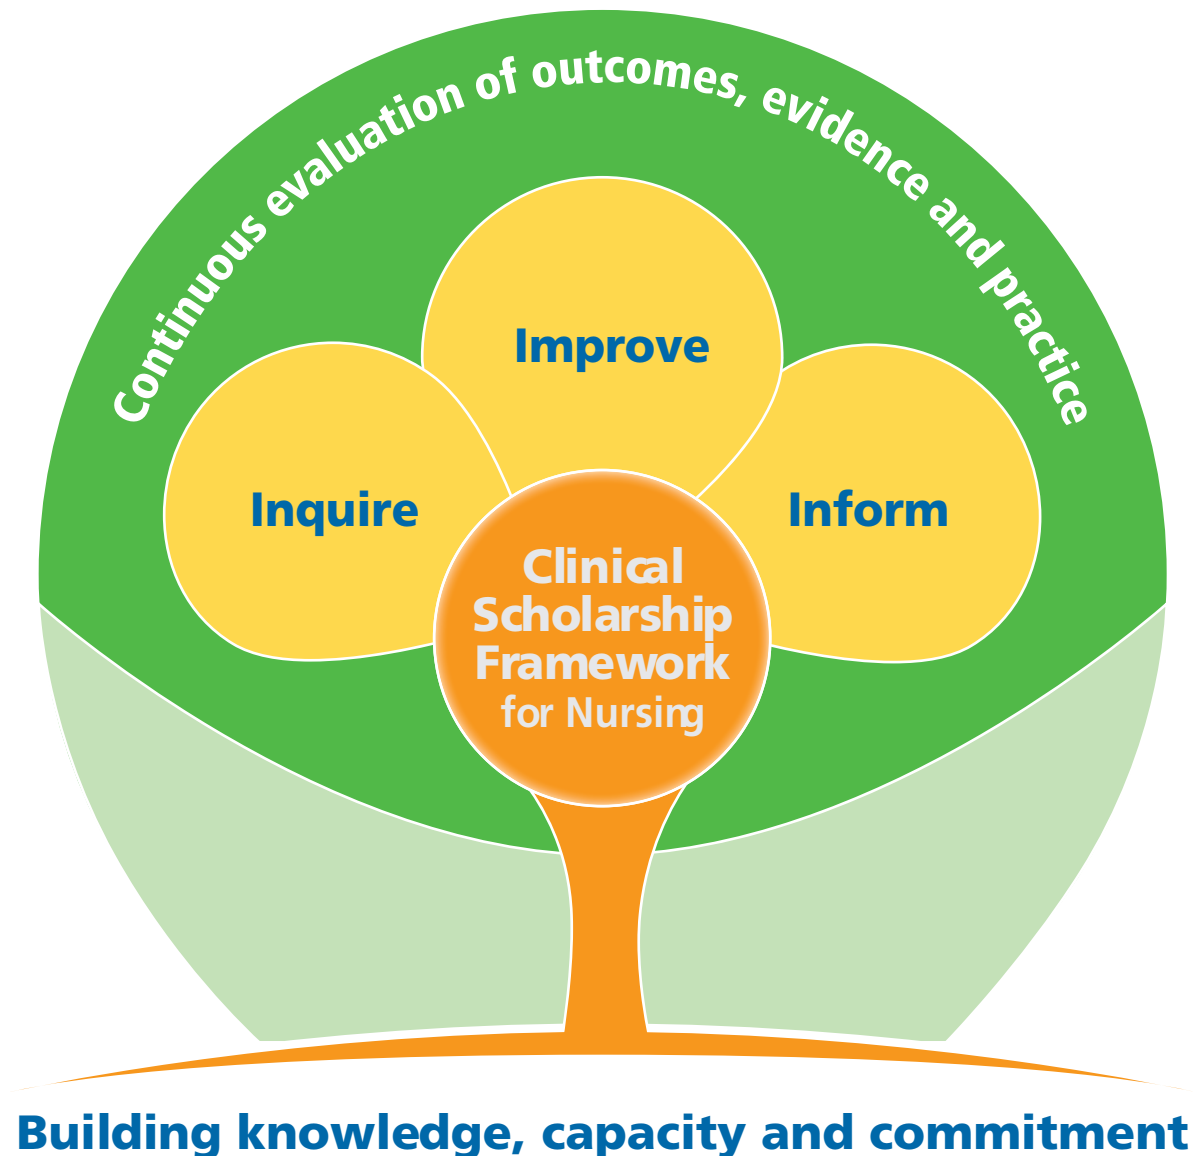 Continuous evaluation of outcomes, evidence and practice
Improve
Inquire
Inform
Clinical
Scholarship
Framework
for Nursing
Building knowledge, capacity and commitment